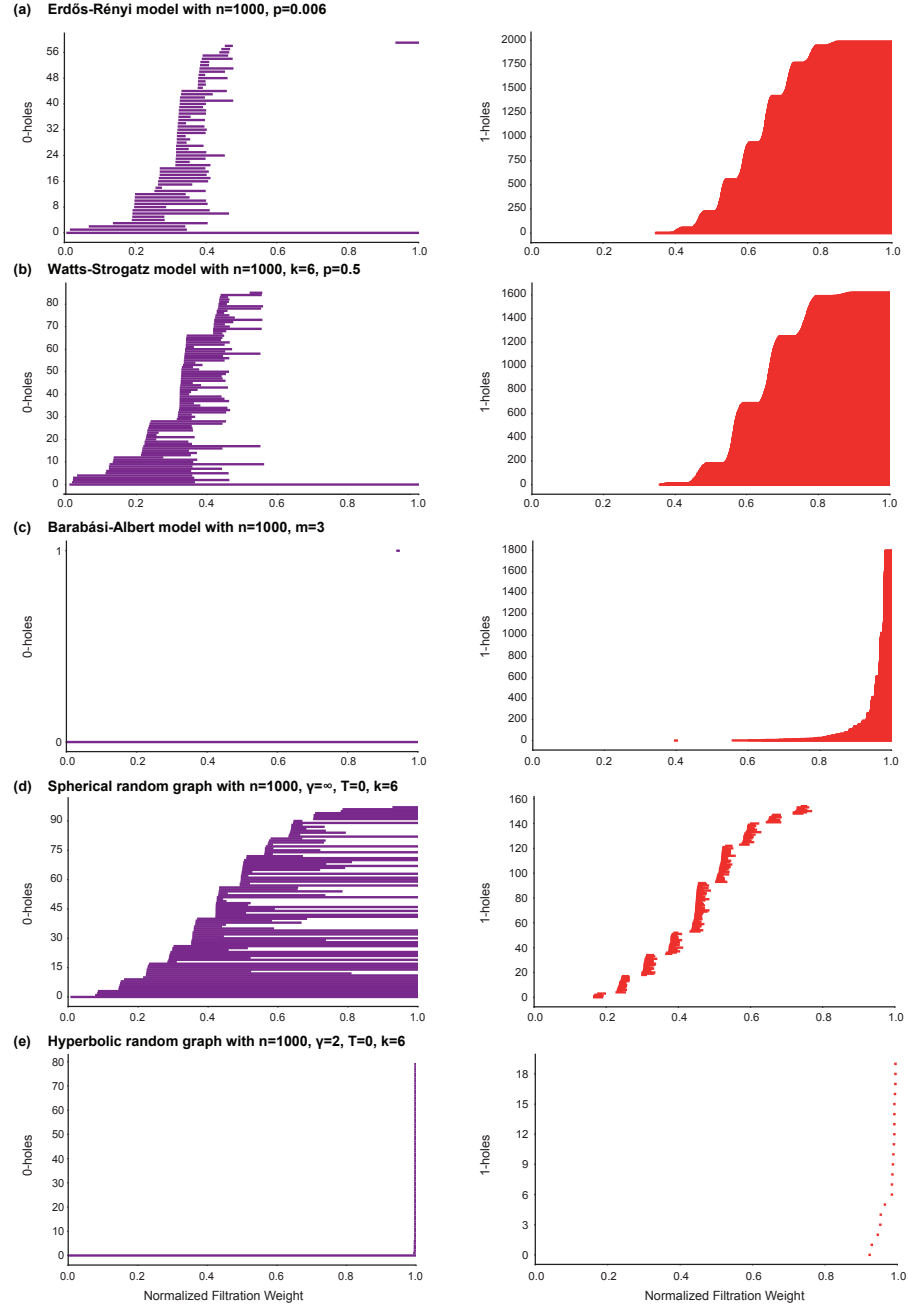 (a) Erdős-Rényi model with n=1000, p=0.006
0-holes
56
48
40
32
24
16
8
0
0.0 0.2 0.4 0.6 0.8 1.0
1-holes
2000
1750
1500
1250
1000
750
500
250
0
0.0 0.2 0.4 0.6 0.8 1.0
(b) Watts-Strogatz model with n=1000, k=6, p=0.5
0-holes
80
70
60
50
40
30
20
10
0
0.0 0.2 0.4 0.6 0.8 1.0
1-holes
1600
1400
1200
1000
800
600
400
200
0
0.0 0.2 0.4 0.6 0.8 1.0
(c) Barabási-Albert model with n=1000, m=3
0-holes
1
0
0.0 0.2 0.4 0.6 0.8 1.0
1-holes
1800
1600
1400
1200
1000
800
600
400
200
0
0.0 0.2 0.4 0.6 0.8 1.0
(d) Spherical random graph with n=1000, γ=∞, T=0, k=6
0-holes
90
75
60
45
30
15
0
0.0 0.2 0.4 0.6 0.8 1.0
1-holes
160
140
120
100
80
60
40
20
0
0.0 0.2 0.4 0.6 0.8 1.0
(e) Hyperbolic random graph with n=1000, γ=2, T=0, k=6
0-holes
80
70
60
50
40
30
20
10
0
0.0 0.2 0.4 0.6 0.8 1.0
Normalized Filtration Weight
1-holes
18
15
12
9
6
3
0
0.0 0.2 0.4 0.6 0.8 1.0
Normalized Filtration Weight